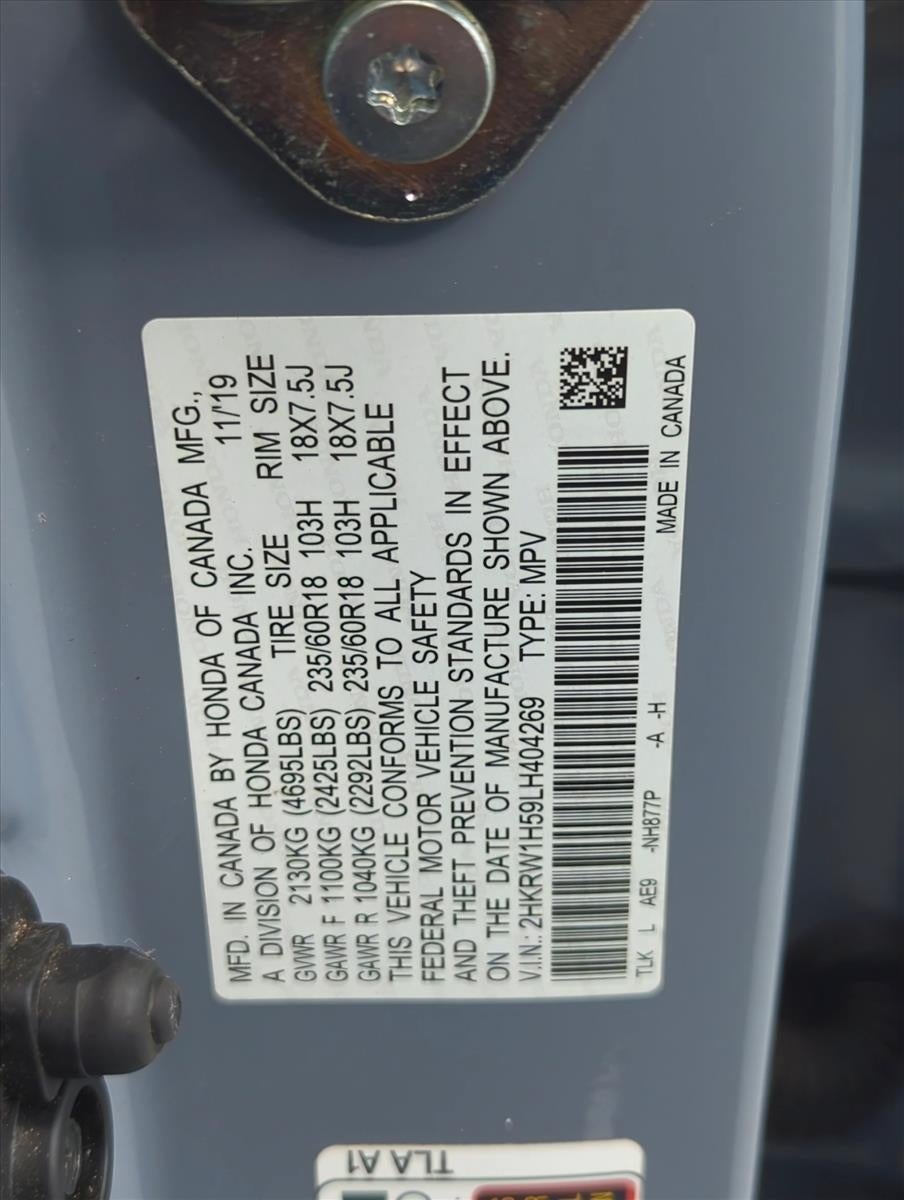 MFD. IN CANADA BY HONDA OF CANADA MFG.,
A DIVISION OF HONDA CANADA INC. 11/'19
TIRE SIZE RIM SIZE
GVWR 2130KG (4695LBS)
GAWR F 1100KG (2425LBS) 235/60R18 103H 18X7.5J
GAWR R 1040KG (2292LBS) 235/60R18 103H 18X7.5J
THIS VEHICLE CONFORMS TO ALL APPLICABLE
FEDERAL MOTOR VEHICLE SAFETY
AND THEFT PREVENTION STANDARDS IN EFFECT
ON THE DATE OF MANUFACTURE SHOWN ABOVE.
V.I.N.: 2HKRW1H59LH404269 TYPE: MPV
TLK L AE9 -NH877P -A -H MADE IN CANADA
TLA A1